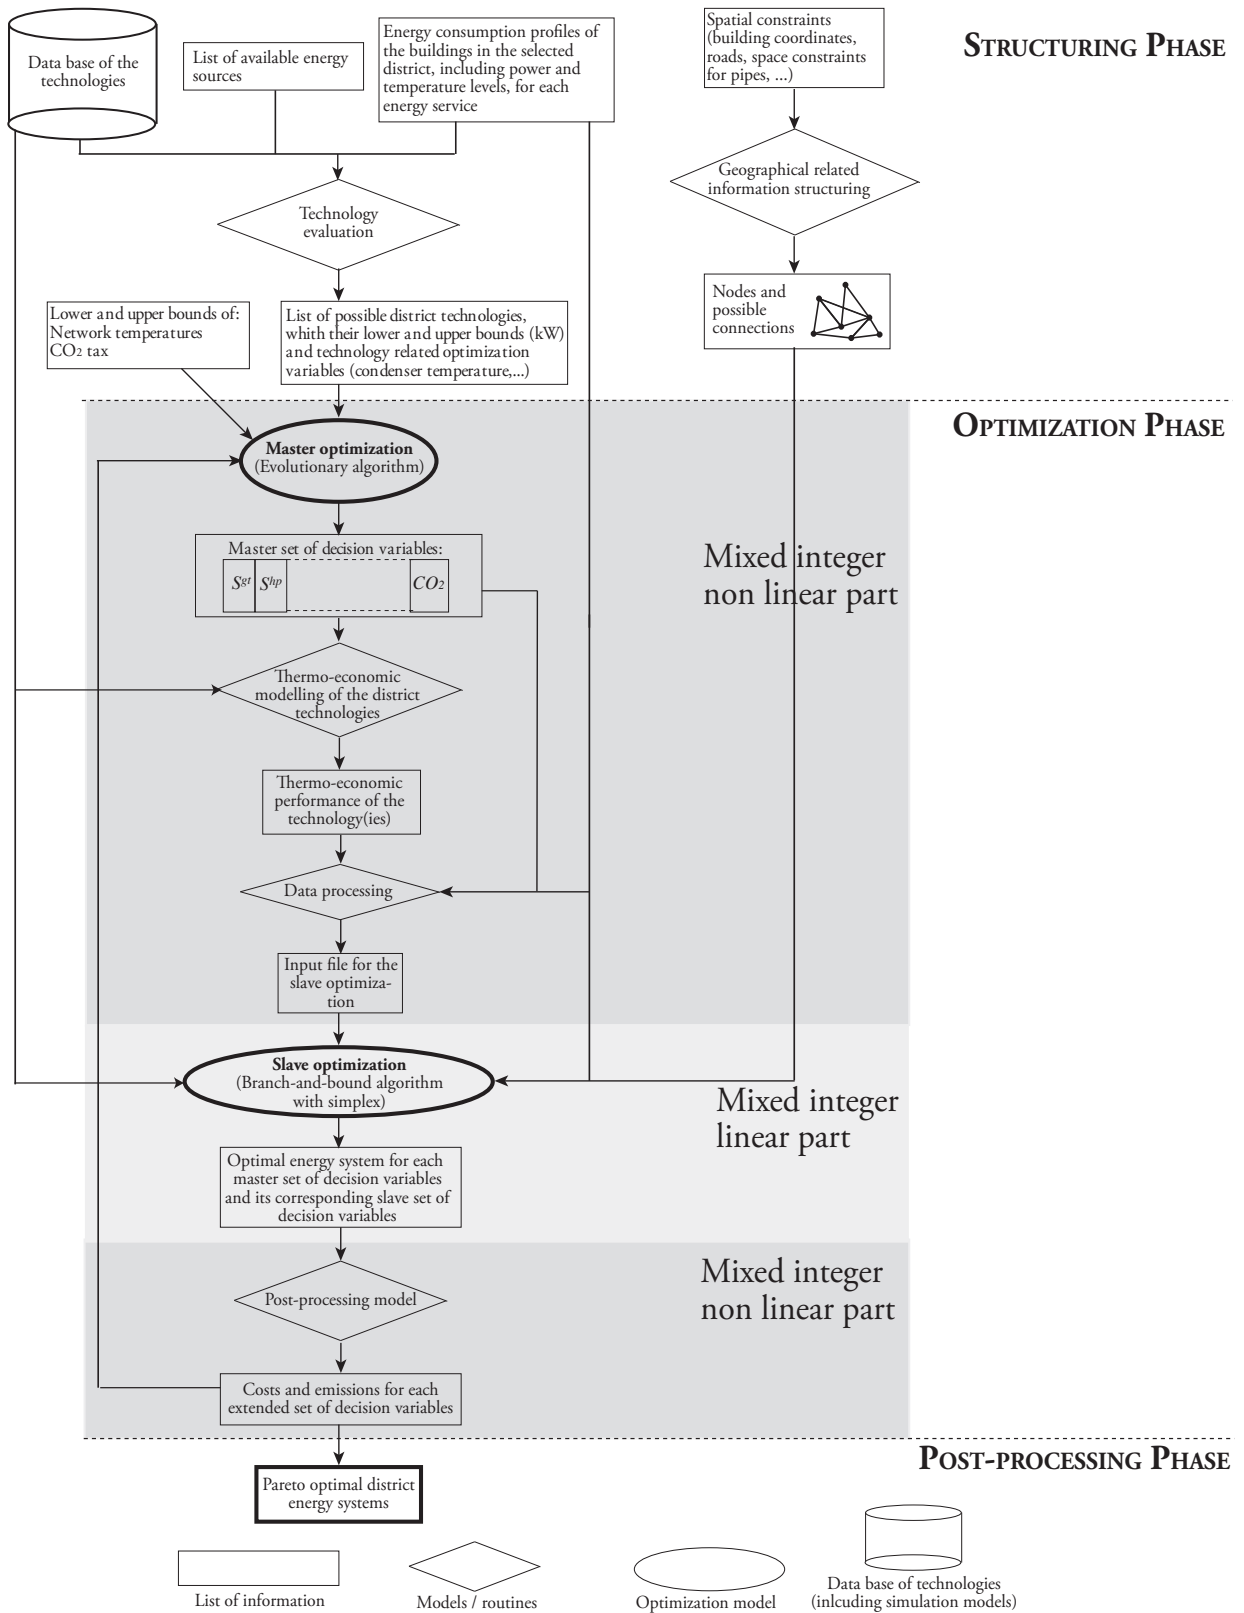 STRUCTURING PHASE
Data base of the
technologies
List of available energy
sources
Energy consumption profiles of
the buildings in the selected
district, including power and
temperature levels, for each
energy service
Spatial constraints
(building coordinates,
roads, space constraints
for pipes, ...)
Geographical related
information structuring
Technology
evaluation
Nodes and
possible
connections
Lower and upper bounds of:
Network temperatures
CO2 tax
List of possible district technologies,
whith their lower and upper bounds (kW)
and technology related optimization
variables (condenser temperature,...)
OPTIMIZATION PHASE
Master optimization
(Evolutionary algorithm)
Master set of decision variables:
Sgt Shp CO2
Mixed integer
non linear part
Thermo-economic
modelling of the district
technologies
Thermo-economic
performance of the
technology(ies)
Data processing
Input file for the
slave optimiza-
tion
Slave optimization
(Branch-and-bound algorithm
with simplex)
Mixed integer
linear part
Optimal energy system for each
master set of decision variables
and its corresponding slave set of
decision variables
Mixed integer
non linear part
Post-processing model
Costs and emissions for each
extended set of decision variables
POST-PROCESSING PHASE
Pareto optimal district
energy systems
List of information
Models / routines
Optimization model
Data base of technologies
(inlcuding simulation models)